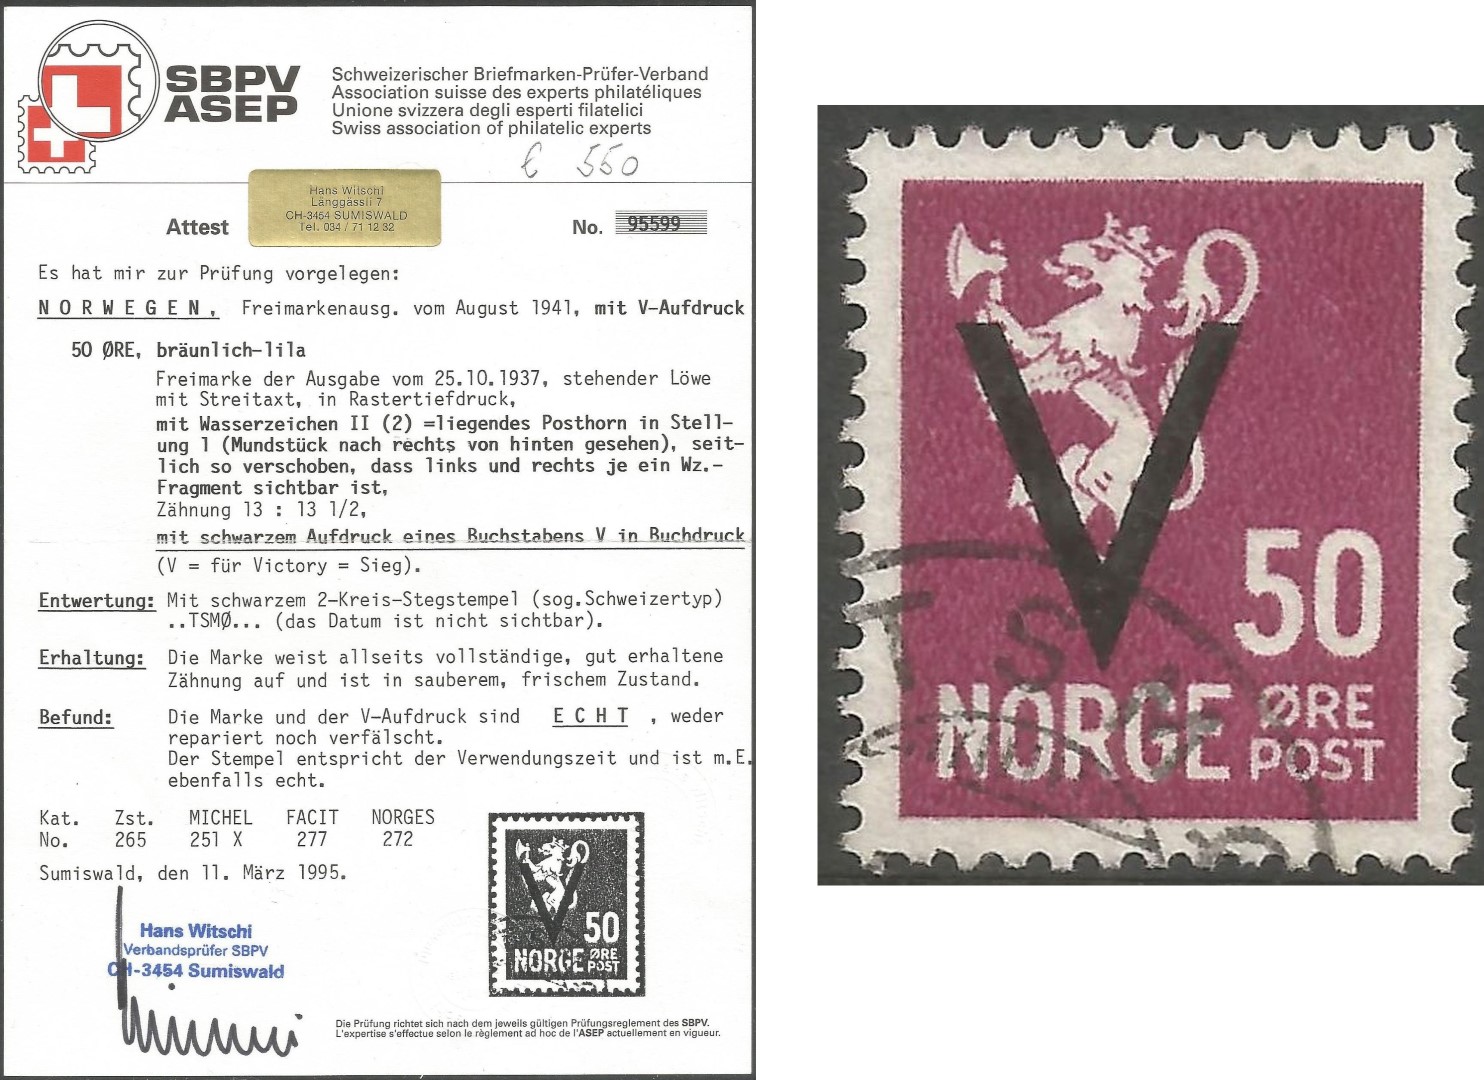 SBPV
ASEP
Schweizerischer Briefmarken-Prüfer-Verband
Association suisse des experts philatéliques
Unione svizzera degli esperti filatelici
Swiss association of philatelic experts
€ 550
Hans Witschi
Länggässli 7
CH-3454 SUMISWALD
Tel. 034 / 71 12 32
Attest
No. 95599
Es hat mir zur Prüfung vorgelegen:
NORWEGEN, Freimarkenausg. vom August 1941, mit V-Aufdruck
50 ØRE, bräunlich-lila
Freimarke der Ausgabe vom 25.10.1937, stehender Löwe
mit Streitaxt, in Rastertiefdruck,
mit Wasserzeichen II (2) =liegendes Posthorn in Stell-
ung 1 (Mundstück nach rechts von hinten gesehen), seit-
lich so verschoben, dass links und rechts je ein Wz.-
Fragment sichtbar ist,
Zähnung 13 : 13 1/2,
mit schwarzem Aufdruck eines Buchstabens V in Buchdruck
(V = für Victory = Sieg).
Entwertung: Mit schwarzem 2-Kreis-Stegstempel (sog.Schweizertyp)
..TSMØ... (das Datum ist nicht sichtbar).
Erhaltung: Die Marke weist allseits vollständige, gut erhaltene
Zähnung auf und ist in sauberem, frischem Zustand.
Befund: Die Marke und der V-Aufdruck sind ECHT , weder
repariert noch verfälscht.
Der Stempel entspricht der Verwendungszeit und ist m.E.
ebenfalls echt.
Kat. Zst. MICHEL FACIT NORGES
No. 265 251 X 277 272
Sumiswald, den 11. März 1995.
Hans Witschi
Verbandsprüfer SBPV
CH-3454 Sumiswald
V
50
NORGE ØRE
POST
Die Prüfung richtet sich nach dem jeweils gültigen Prüfungsreglement des SBPV.
L'expertise s'effectue selon le règlement ad hoc de l'ASEP actuellement en vigueur.
V
50
NORGE ØRE
POST
T S